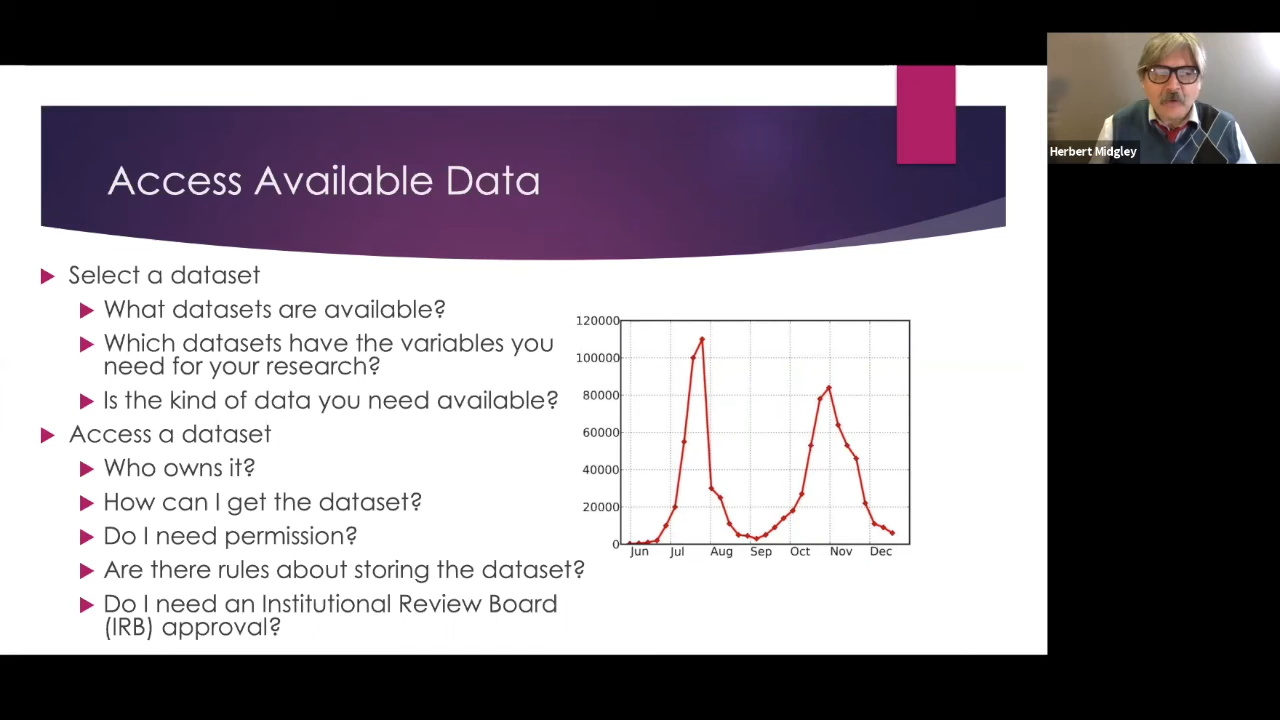 Herbert Midgley
Access Available Data
Select a dataset
What datasets are available?
Which datasets have the variables you
need for your research?
Is the kind of data you need available?
Access a dataset
Who owns it?
How can I get the dataset?
Do I need permission?
Are there rules about storing the dataset?
Do I need an Institutional Review Board
(IRB) approval?
120000
100000
80000
60000
40000
20000
0
Jun Jul Aug Sep Oct Nov Dec